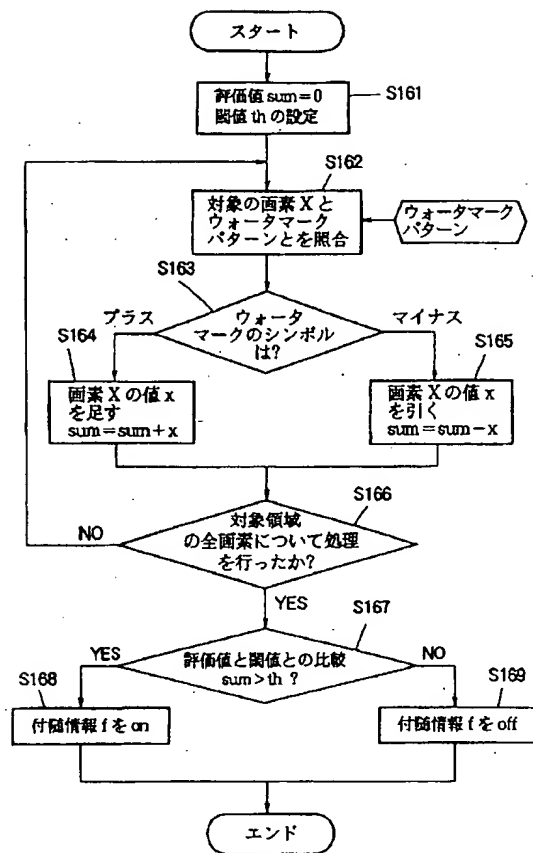 スタート
評価値 sum=0
閾値 th の設定
S161
S162
対象の画素 X と
ウォータマーク
パターンとを照合
ウォータマーク
パターン
S163
ウォータ
マークのシンボル
は?
プラス
マイナス
S164
画素 X の値 x
を足す
sum=sum+x
S165
画素 X の値 x
を引く
sum=sum-x
S166
対象領域
の全画素について処理
を行ったか?
NO
YES
S167
評価値と閾値との比較
sum>th ?
YES
NO
S168
付随情報 f を on
S169
付随情報 f を off
エンド